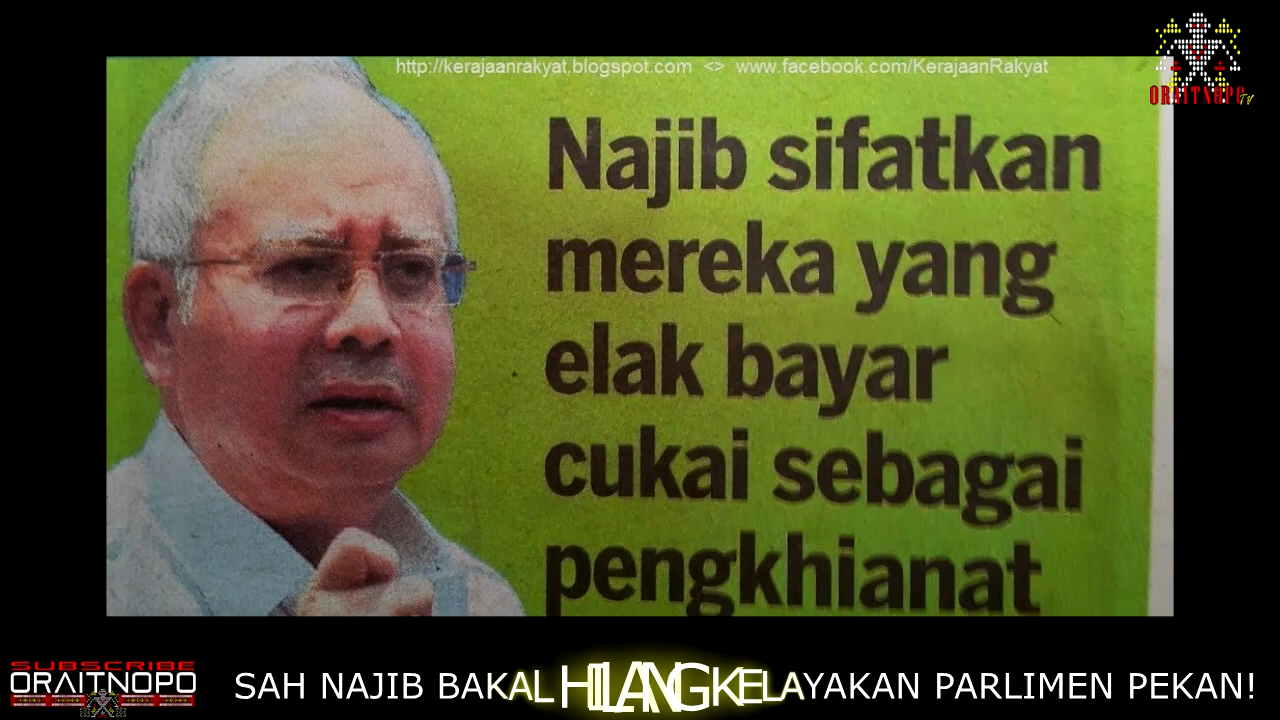 http://kerajaanrakyat.blogspot.com <> www.facebook.com/KerajaanRakyat
ORAITNOPO TV
Najib sifatkan
mereka yang
elak bayar
cukai sebagai
pengkhianat
SUBSCRIBE
ORAITNOPO
SAH NAJIB BAKAL HILANG KELAYAKAN PARLIMEN PEKAN!